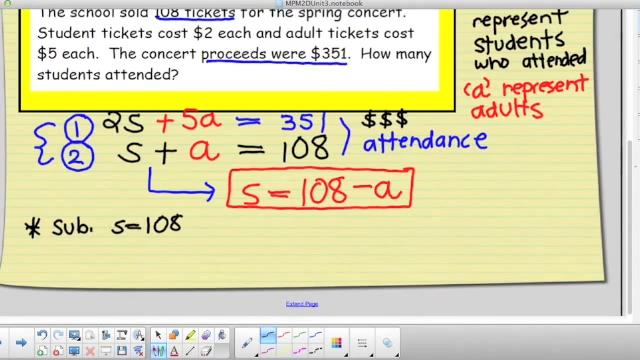 MPM2DUnit3.notebook
The school sold 108 tickets for the spring concert.
Student tickets cost $2 each and adult tickets cost
$5 each. The concert proceeds were $351. How many
students attended?
represent
students
who attended
'a' represent
adults
① 2s + 5a = 351 $$$
② s + a = 108 attendance
s = 108 - a
* Sub. s = 108
Extend Page